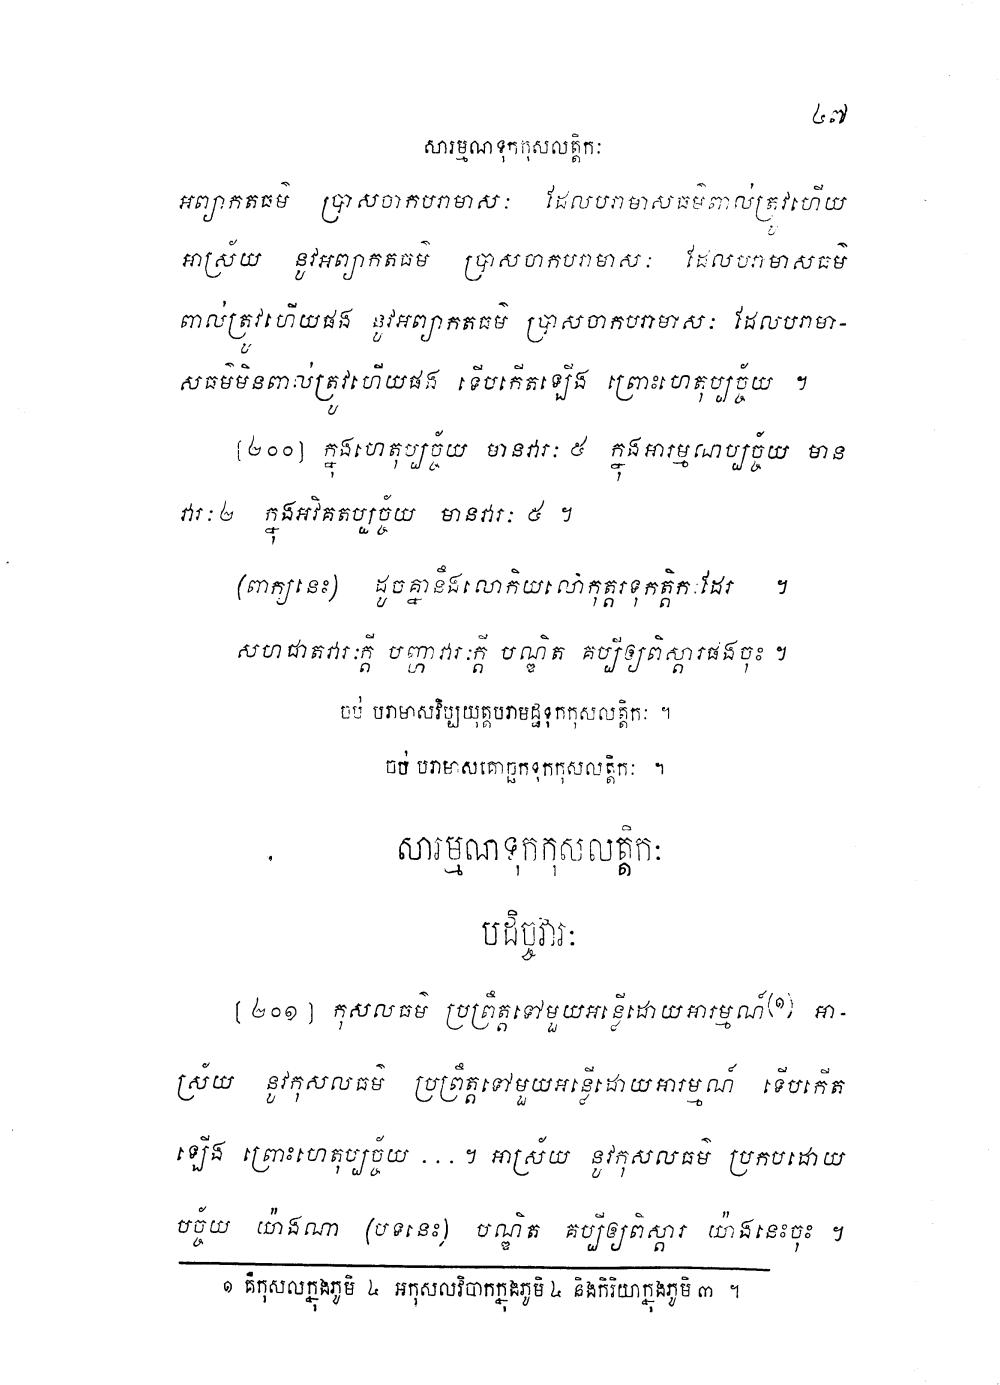 ៤៧
សារម្មណទុកកុសលត្តិកៈ
អព្យាកតធម៌ ប្រាសចាកបរាមាសៈ ដែលបរាមាសធម៌ពាល់ត្រូវហើយ
អាស្រ័យ នូវអព្យាកតធម៌ ប្រាសចាកបរាមាសៈ ដែលបរាមាសធម៌
ពាល់ត្រូវហើយផង នូវអព្យាកតធម៌ ប្រាសចាកបរាមាសៈ ដែលបរាមា-
សធម៌មិនពាល់ត្រូវហើយផង ទើបកើតឡើង ព្រោះហេតុប្បច្ច័យ ។
[២០០] ក្នុងហេតុប្បច្ច័យ មានវារៈ ៥ ក្នុងអារម្មណប្បច្ច័យ មាន
វារៈ ២ ក្នុងអវិគតប្បច្ច័យ មានវារៈ ៥ ។
(ពាក្យនេះ) ដូចគ្នានឹងលោកិយលោកុត្តរទុកត្តិកៈដែរ ។
សហជាតវារៈក្តី បញ្ហាវារៈក្តី បណ្ឌិត គប្បីឲ្យពិស្តារផងចុះ ។
ចប់ បរាមាសវិប្បយុត្តបរាមដ្ឋទុកកុសលត្តិកៈ ។
ចប់ បរាមាសគោច្ឆកទុកកុសលត្តិកៈ ។
សារម្មណទុកកុសលត្តិកៈ
បដិច្ចវារៈ
[២០១] កុសលធម៌ ប្រព្រឹត្តទៅមួយអន្លើដោយអារម្មណ៍(១) អា-
ស្រ័យ នូវកុសលធម៌ ប្រព្រឹត្តទៅមួយអន្លើដោយអារម្មណ៍ ទើបកើត
ឡើង ព្រោះហេតុប្បច្ច័យ ... ។ អាស្រ័យ នូវកុសលធម៌ ប្រកបដោយ
បច្ច័យ យ៉ាងណា (បទនេះ) បណ្ឌិត គប្បីឲ្យពិស្តារ យ៉ាងនេះចុះ ។
១ គឺកុសលក្នុងភូមិ ៤ អកុសលវិបាកក្នុងភូមិ ៤ និងកិរិយាក្នុងភូមិ ៣ ។